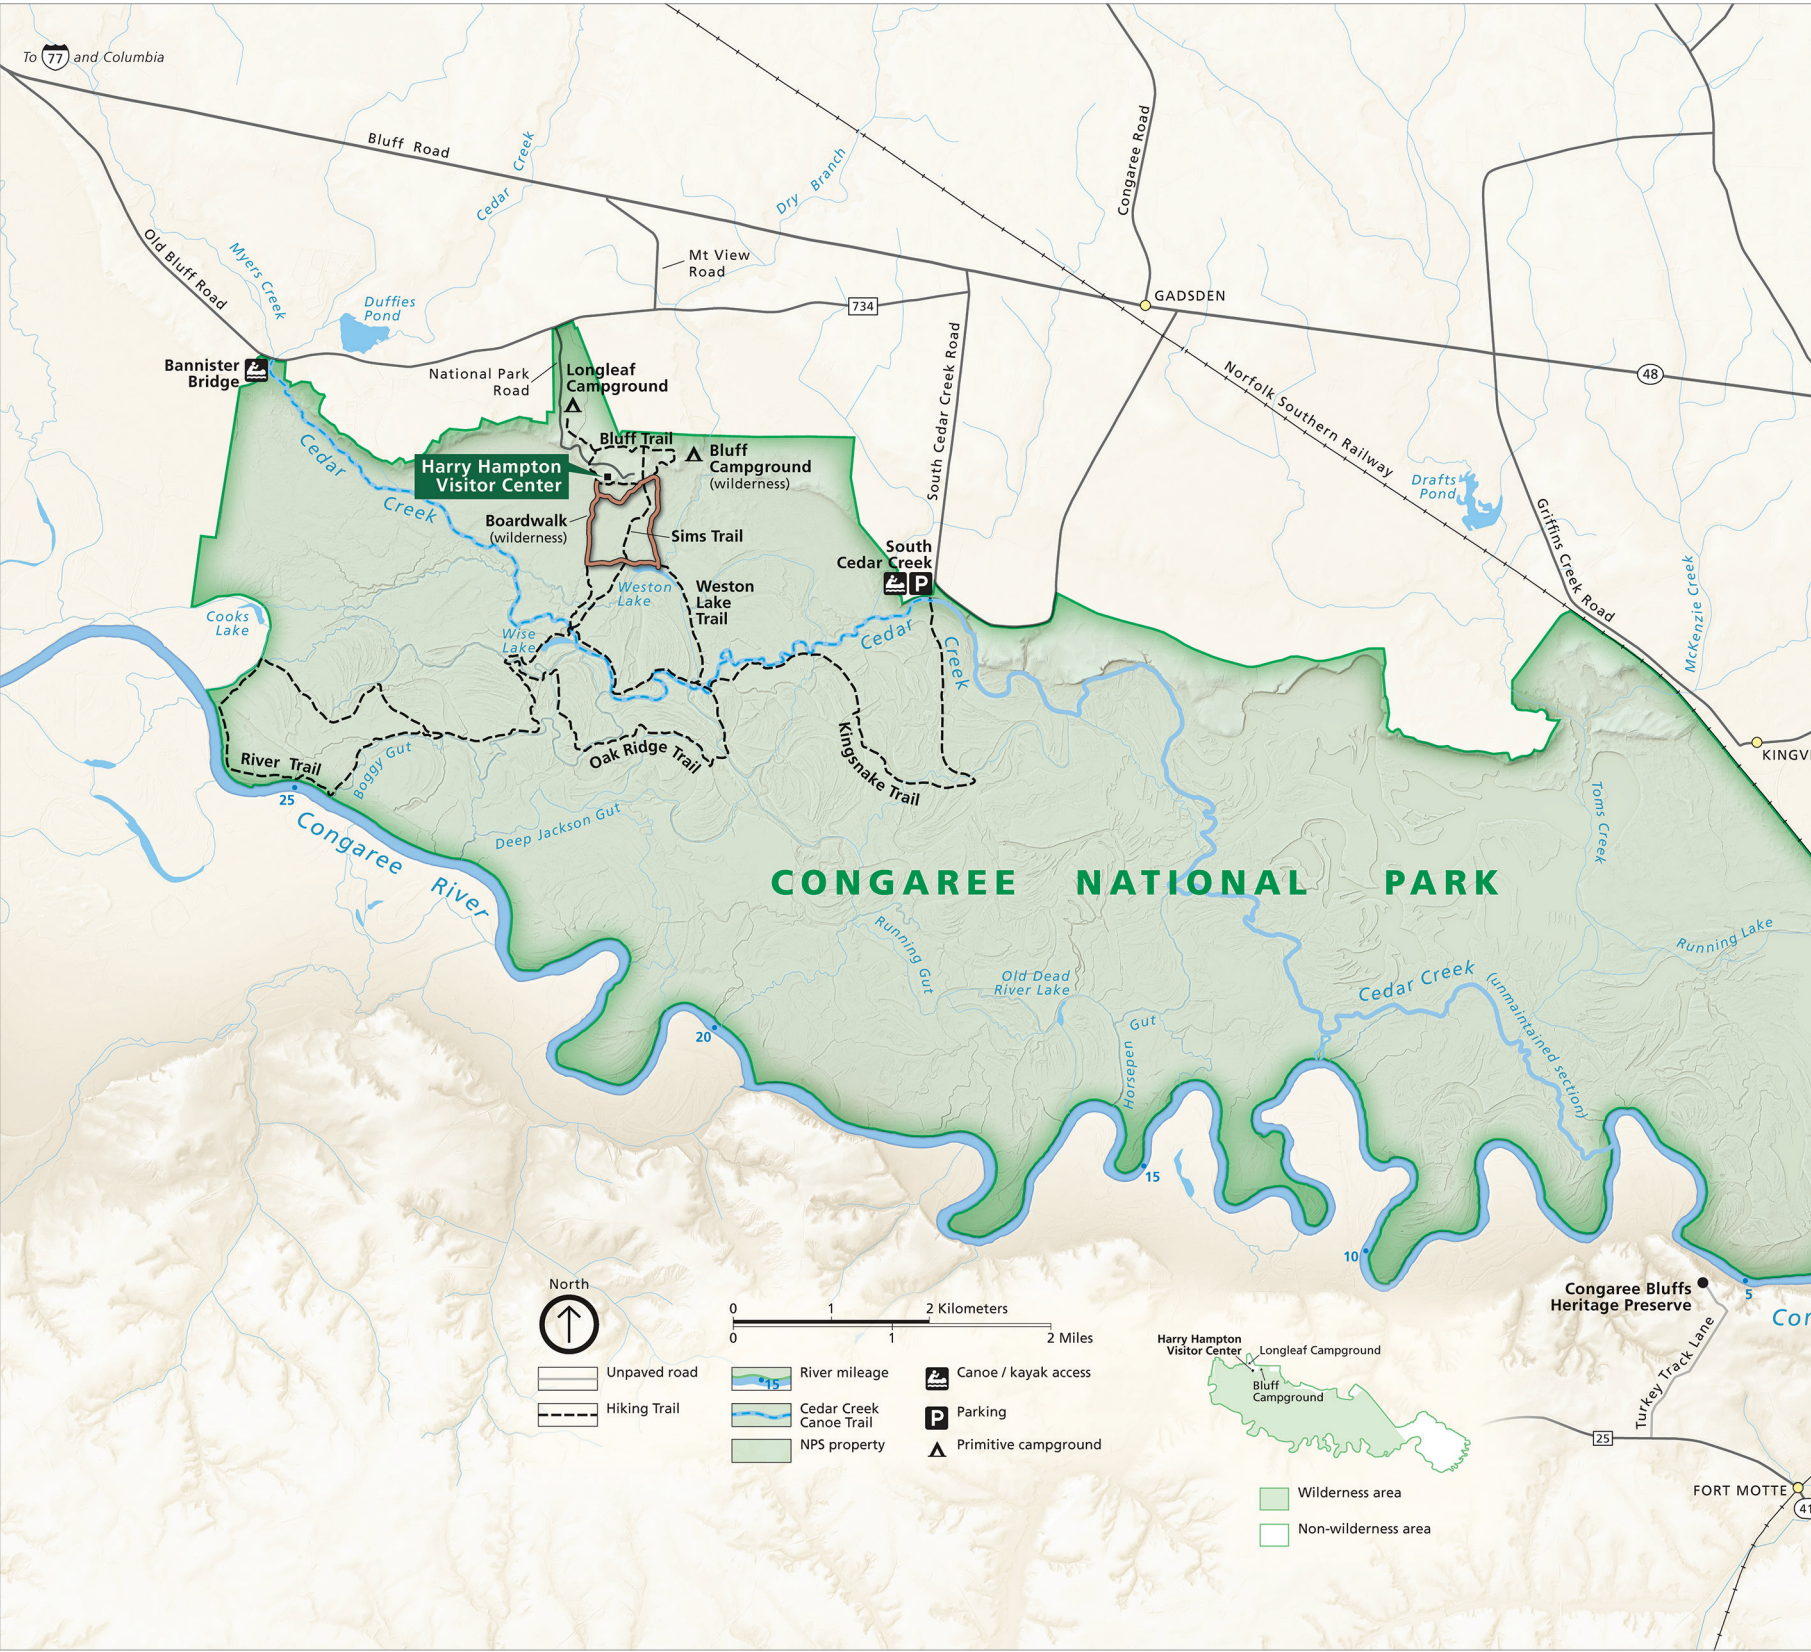 To 77 and Columbia
Bluff Road
Cedar Creek
Dry Branch
Congaree Road
Old Bluff Road
Myers Creek
Mt View
Road
Duffies
Pond
734
GADSDEN
48
Norfolk Southern Railway
South Cedar Creek Road
Bannister
Bridge
National Park
Road
Longleaf
Campground
Bluff Trail
Bluff
Campground
(wilderness)
Harry Hampton
Visitor Center
Cedar
Creek
Boardwalk
(wilderness)
Sims Trail
Drafts
Pond
Griffins Creek Road
McKenzie Creek
South
Cedar Creek
P
Weston
Lake
Weston
Lake
Trail
Cooks
Lake
Wise
Lake
Cedar
Creek
KINGV
River Trail
Boggy Gut
Oak Ridge Trail
Kingsnake Trail
25
Congaree
River
Deep Jackson Gut
Toms Creek
CONGAREE NATIONAL PARK
Running Gut
Old Dead
River Lake
Running Lake
Cedar Creek
(unmaintained section)
20
Horsepen
Gut
15
10
5
Congaree Bluffs
Heritage Preserve
Cor
Turkey Track Lane
25
FORT MOTTE
41
North
0 1 2 Kilometers
0 1 2 Miles
Unpaved road
Hiking Trail
15
River mileage
Cedar Creek
Canoe Trail
NPS property
Canoe / kayak access
P
Parking
Primitive campground
Harry Hampton
Visitor Center
Longleaf Campground
Bluff
Campground
Wilderness area
Non-wilderness area